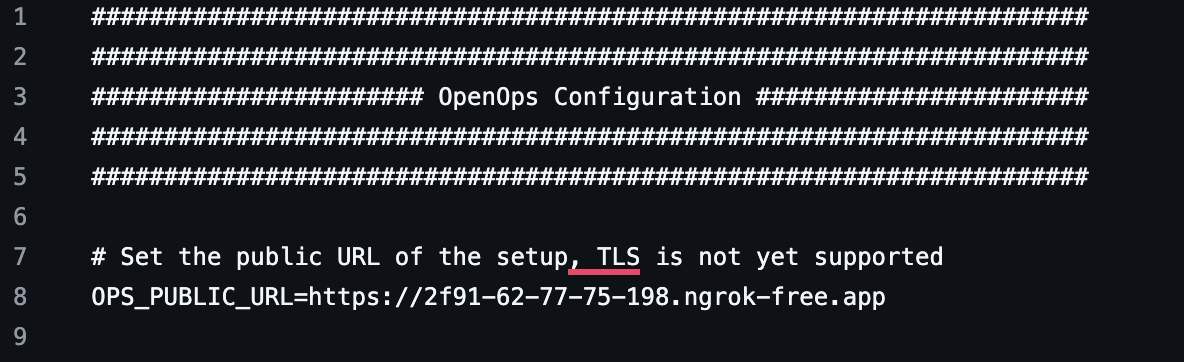 1 #####################################################################
2 #####################################################################
3 ####################### OpenOps Configuration #######################
4 #####################################################################
5 #####################################################################
6
7 # Set the public URL of the setup, TLS is not yet supported
8 OPS_PUBLIC_URL=https://2f91-62-77-75-198.ngrok-free.app
9